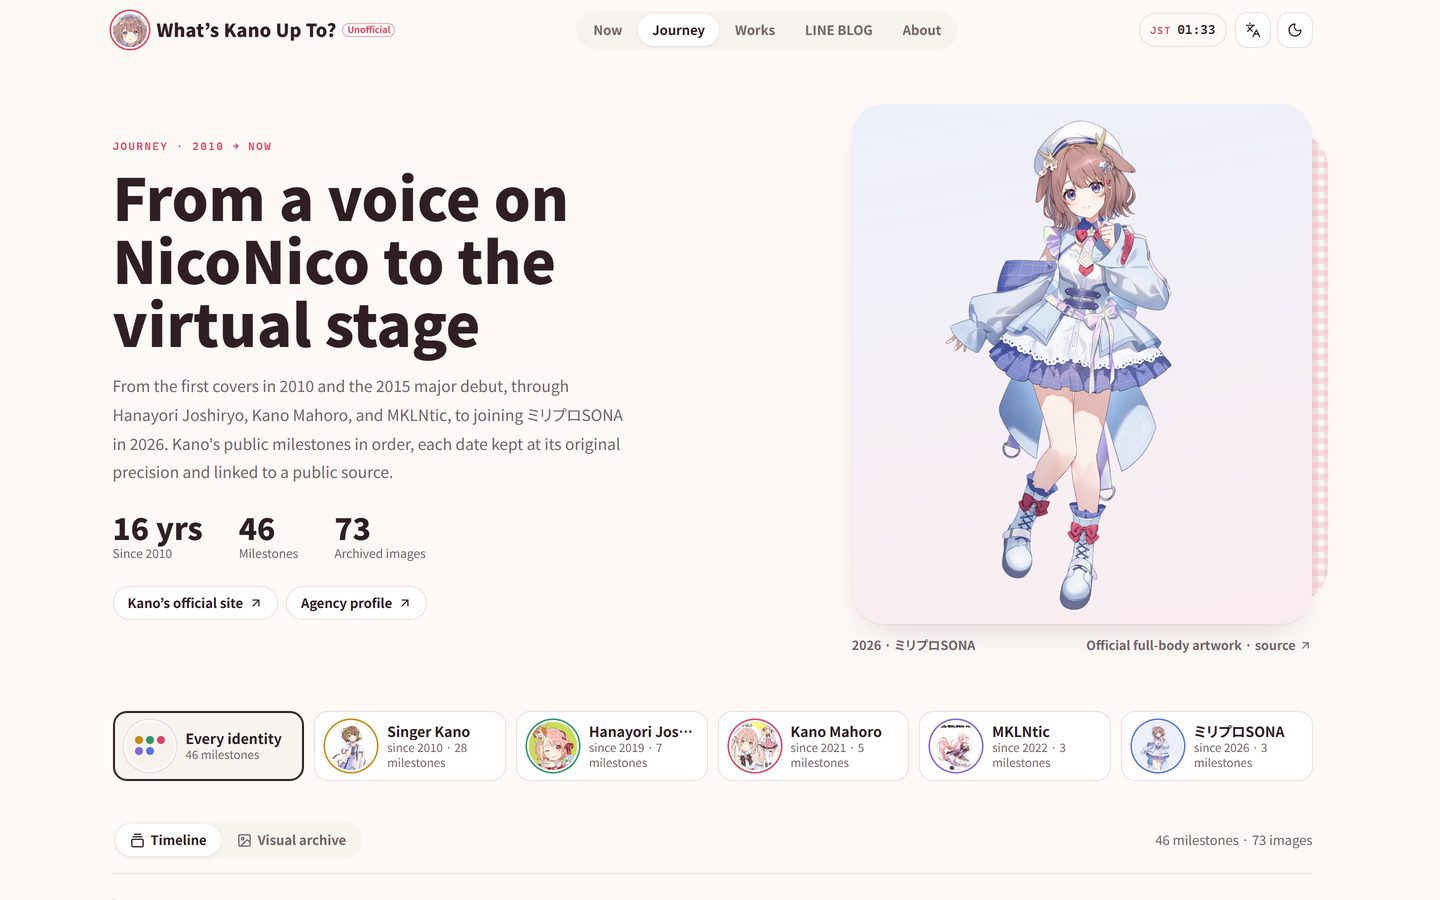 What's Kano Up To? Unofficial
Now Journey Works LINE BLOG About
JST 01:33
JOURNEY · 2010 → NOW
From a voice on
NicoNico to the
virtual stage
From the first covers in 2010 and the 2015 major debut, through
Hanayori Joshiryo, Kano Mahoro, and MKLNtic, to joining ミリプロSONA
in 2026. Kano's public milestones in order, each date kept at its original
precision and linked to a public source.
16 yrs 46 73
Since 2010 Milestones Archived images
Kano's official site ↗ Agency profile ↗
2026 · ミリプロSONA Official full-body artwork · source ↗
Every identity
46 milestones
Singer Kano
since 2010 · 28
milestones
Hanayori Jos…
since 2019 · 7
milestones
Kano Mahoro
since 2021 · 5
milestones
MKLNtic
since 2022 · 3
milestones
ミリプロSONA
since 2026 · 3
milestones
Timeline Visual archive 46 milestones · 73 images